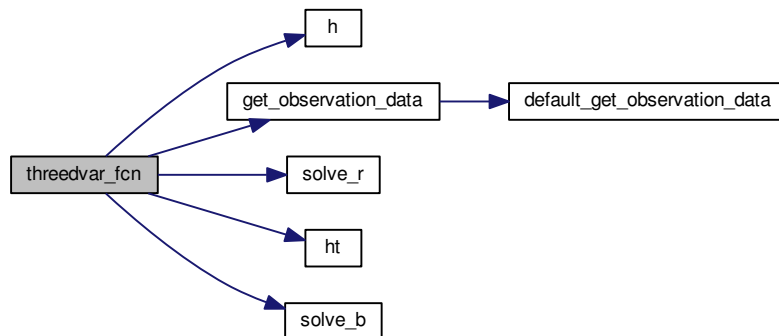 h
get_observation_data
default_get_observation_data
threedvar_fcn
solve_r
ht
solve_b